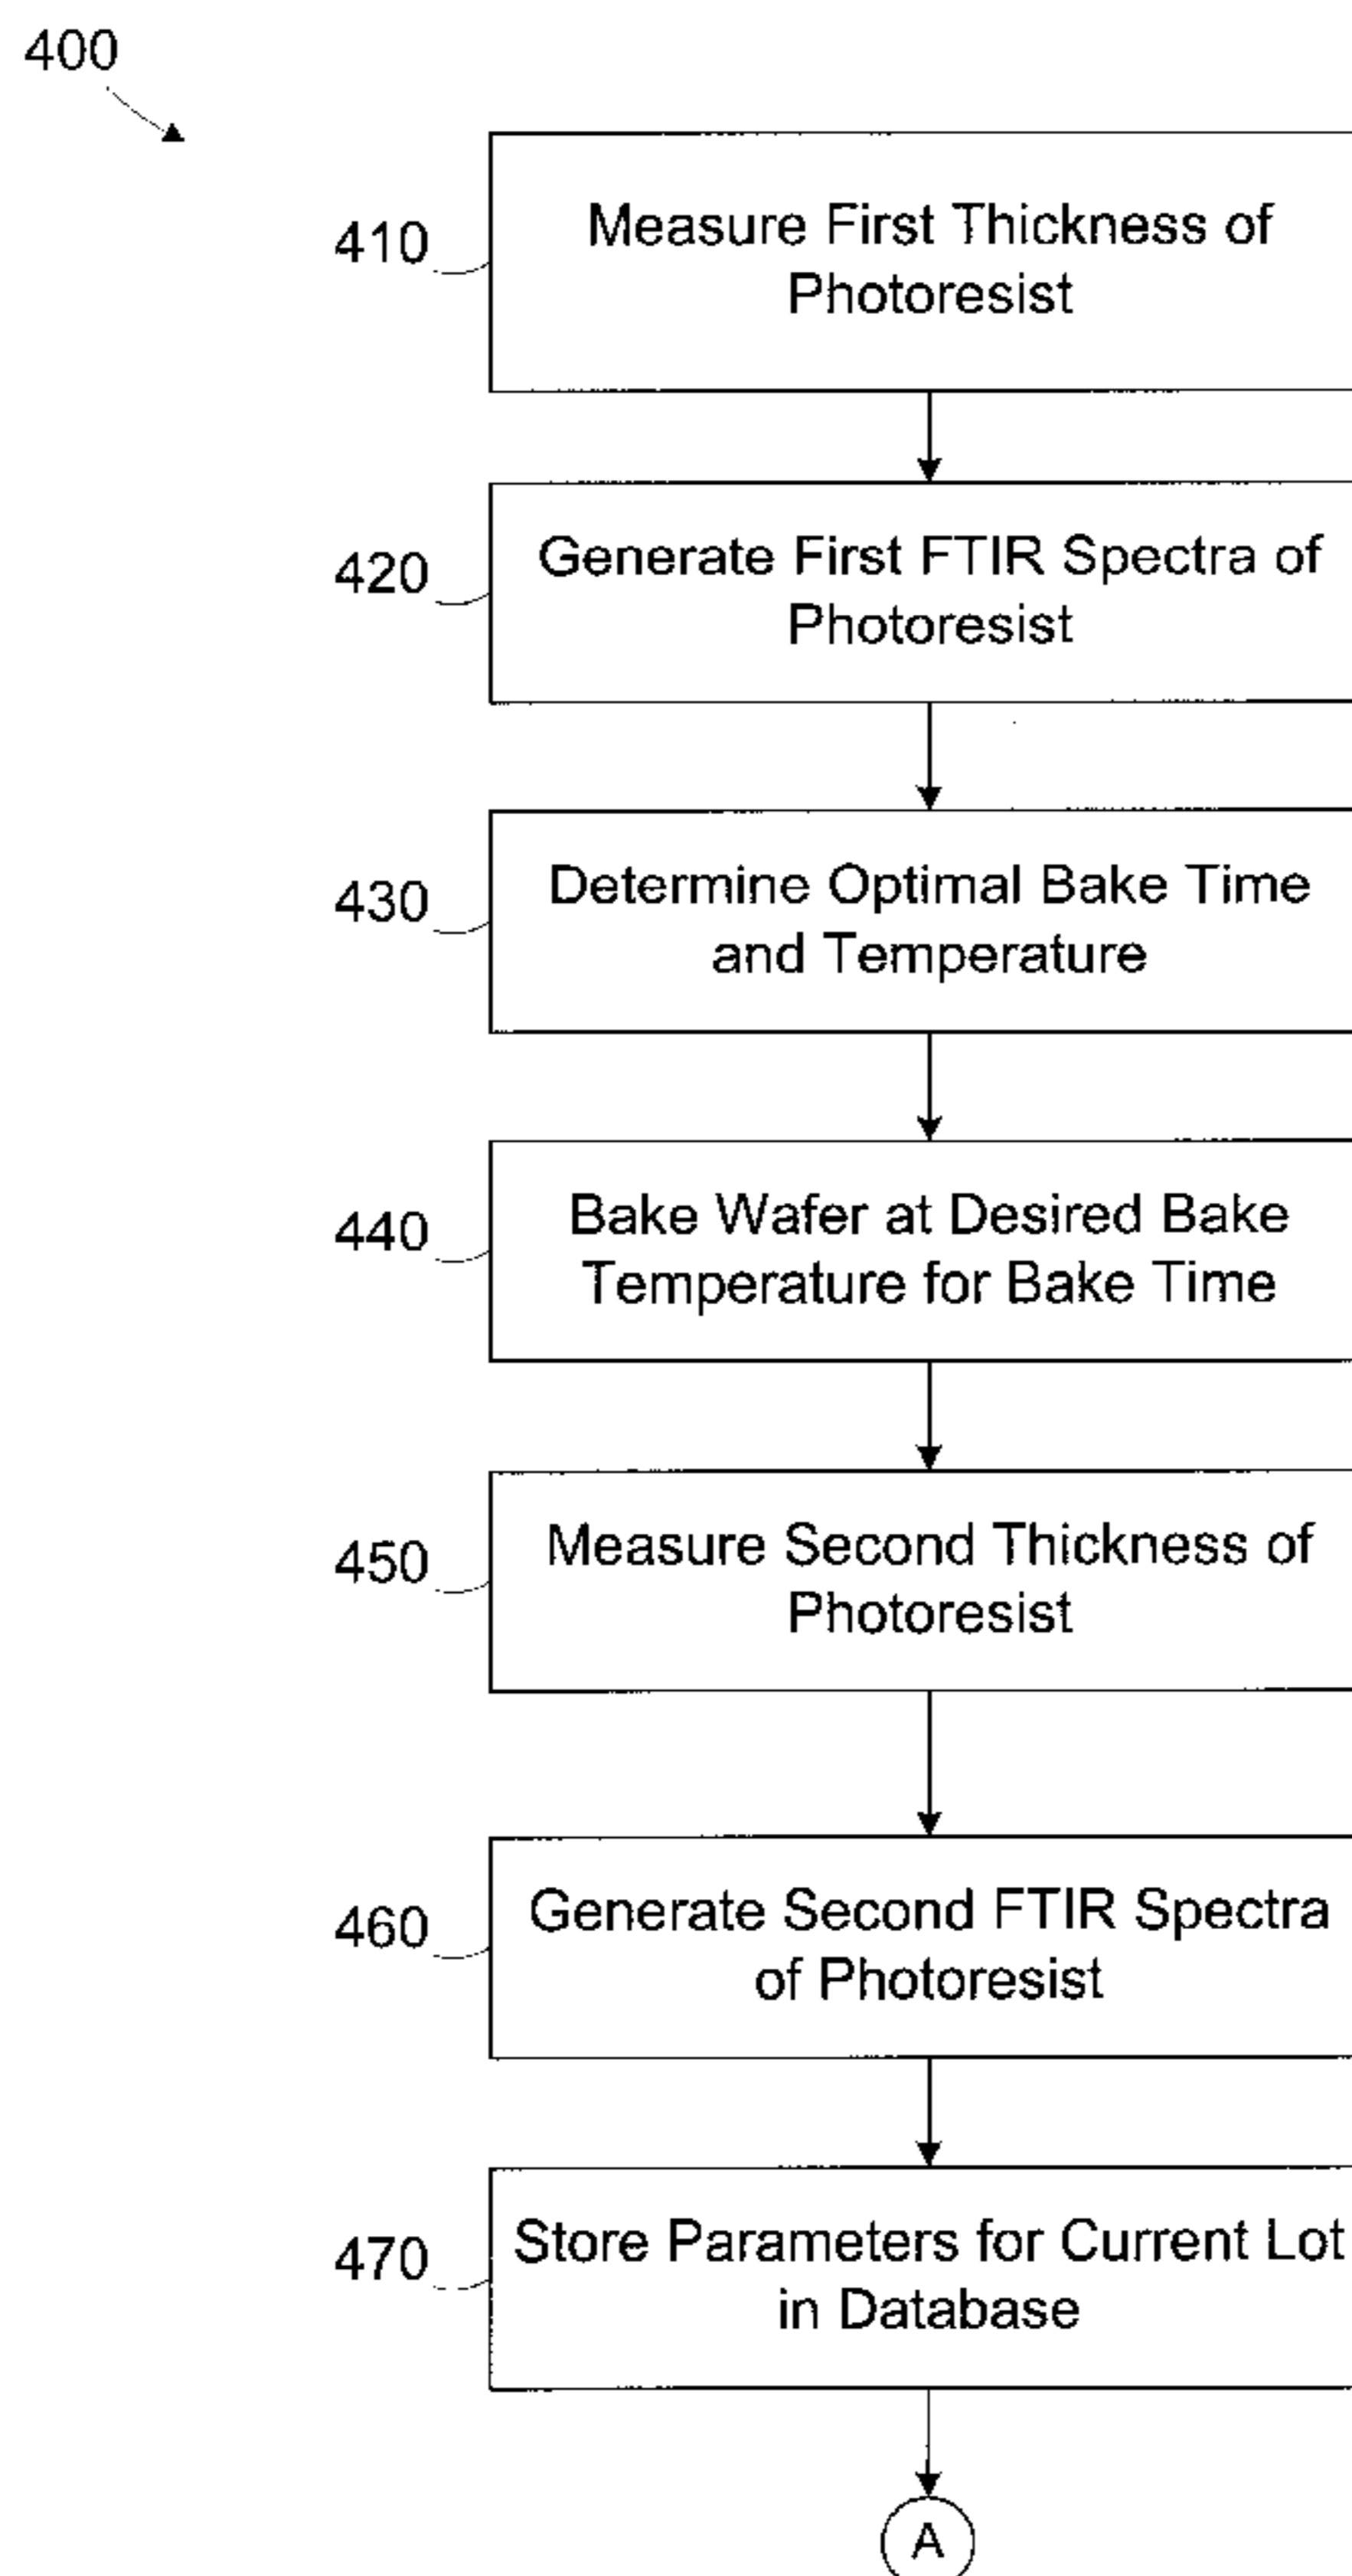 400
410
Measure First Thickness of
Photoresist
420
Generate First FTIR Spectra of
Photoresist
430
Determine Optimal Bake Time
and Temperature
440
Bake Wafer at Desired Bake
Temperature for Bake Time
450
Measure Second Thickness of
Photoresist
460
Generate Second FTIR Spectra
of Photoresist
470
Store Parameters for Current Lot
in Database
A